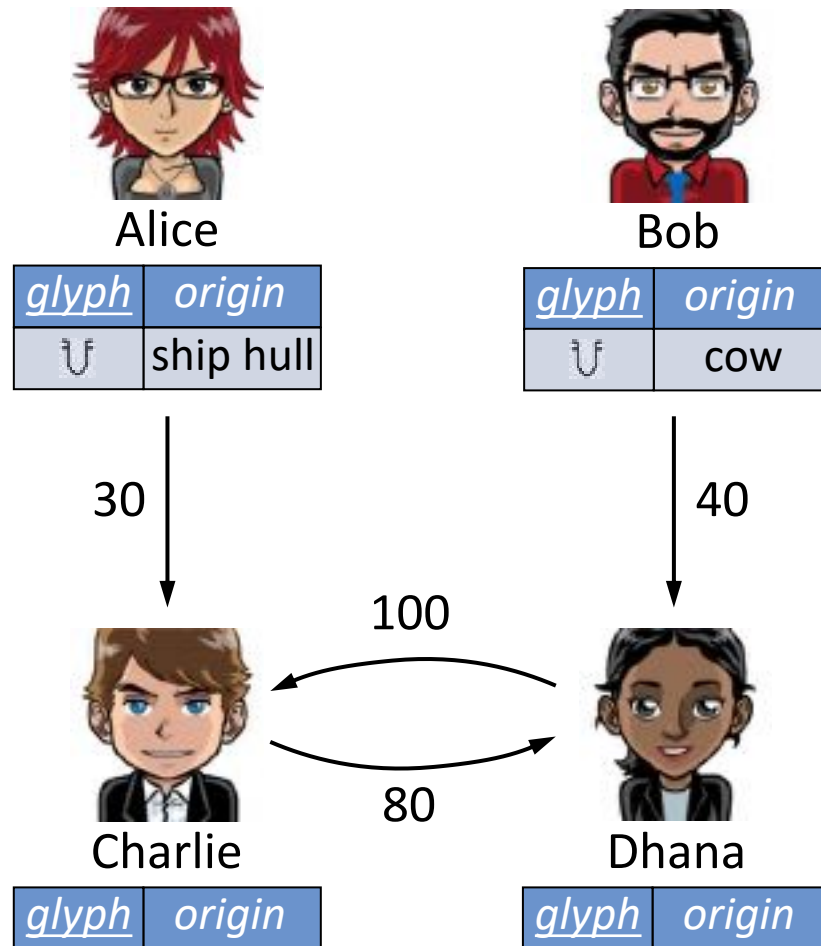 Alice
Bob
glyph origin
glyph origin
ship hull
cow
30
40
100
80
Charlie
Dhana
glyph origin
glyph origin